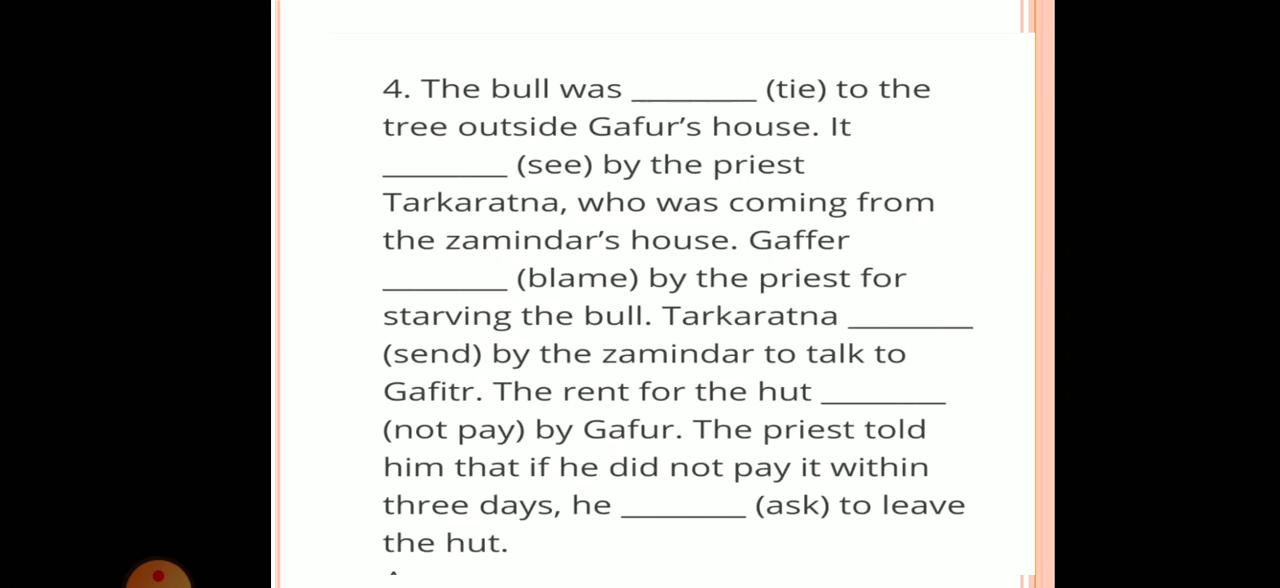 4. The bull was ________ (tie) to the
tree outside Gafur’s house. It
________ (see) by the priest
Tarkaratna, who was coming from
the zamindar’s house. Gaffer
________ (blame) by the priest for
starving the bull. Tarkaratna ________
(send) by the zamindar to talk to
Gafitr. The rent for the hut ________
(not pay) by Gafur. The priest told
him that if he did not pay it within
three days, he ________ (ask) to leave
the hut.